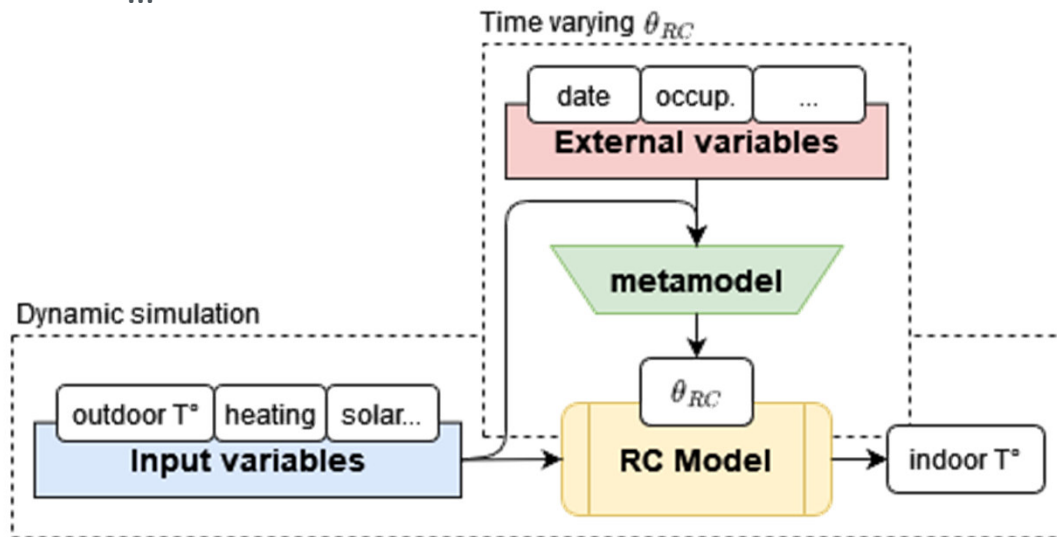 ...
Time varying θ_RC
date
occup.
...
External variables
metamodel
Dynamic simulation
θ_RC
outdoor T°
heating
solar...
Input variables
RC Model
indoor T°